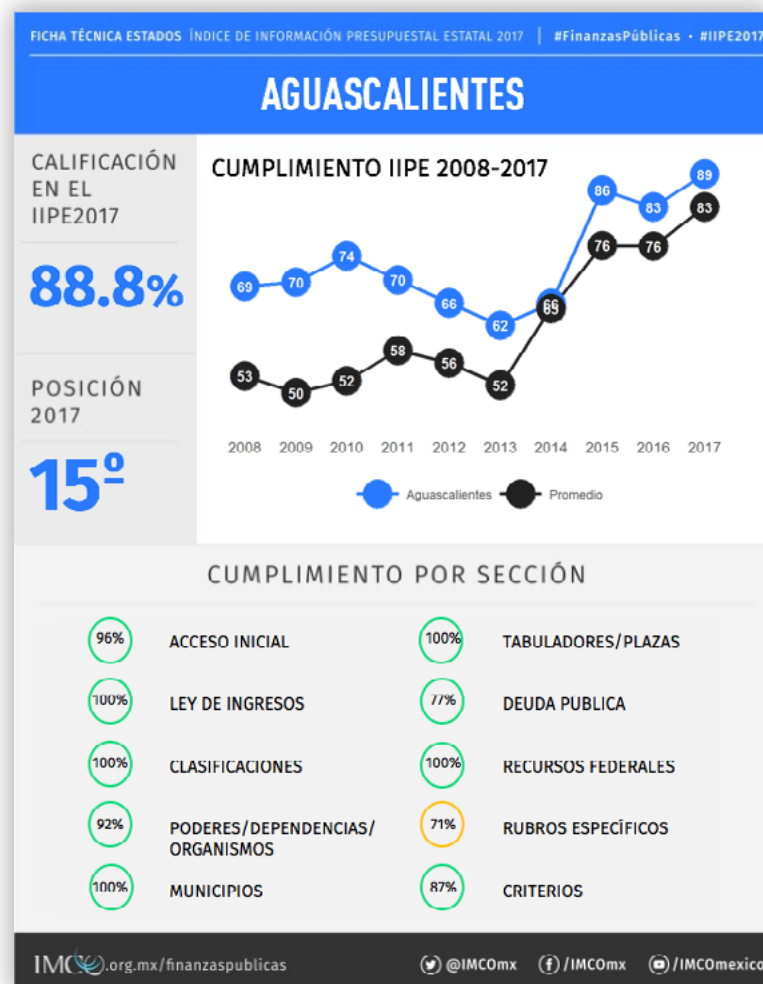 FICHA TÉCNICA ESTADOS ÍNDICE DE INFORMACIÓN PRESUPUESTAL ESTATAL 2017 | #FinanzasPúblicas · #IIPE2017
AGUASCALIENTES
CALIFICACIÓN
EN EL
IIPE2017
88.8%
POSICIÓN
2017
15º
CUMPLIMIENTO IIPE 2008-2017
69 70 74 70 66 62 66 86 83 89
53 50 52 58 56 52 65 76 76 83
2008 2009 2010 2011 2012 2013 2014 2015 2016 2017
Aguascalientes Promedio
CUMPLIMIENTO POR SECCIÓN
96% ACCESO INICIAL
100% TABULADORES/PLAZAS
100% LEY DE INGRESOS
77% DEUDA PUBLICA
100% CLASIFICACIONES
100% RECURSOS FEDERALES
92% PODERES/DEPENDENCIAS/
ORGANISMOS
71% RUBROS ESPECÍFICOS
100% MUNICIPIOS
87% CRITERIOS
IMCO.org.mx/finanzaspublicas
@IMCOmx /IMCOmx /IMCOmexico